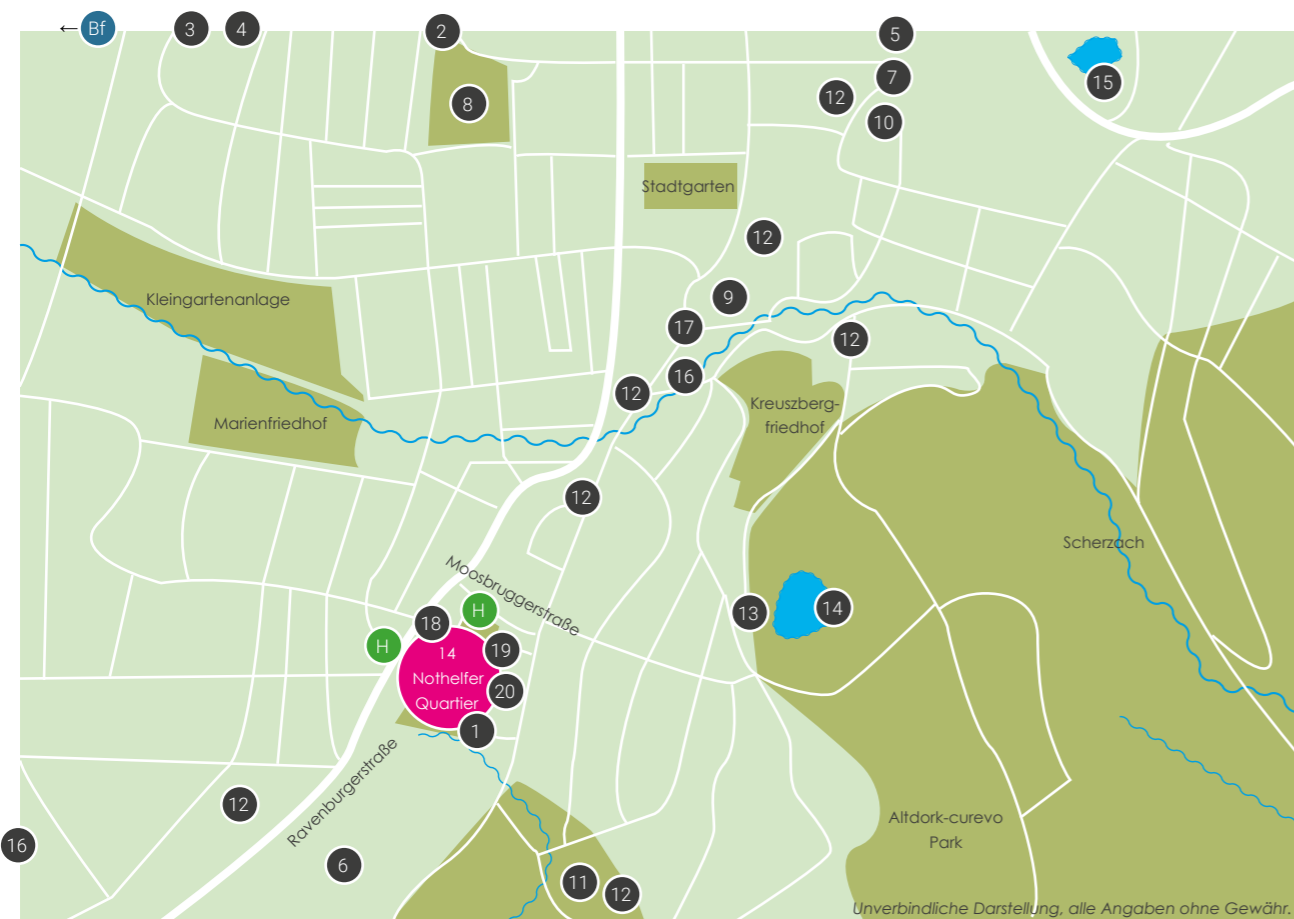 ← Bf
3
4
2
5
7
12
10
15
8
Stadtgarten
12
Kleingartenanlage
9
17
12
16
12
Kreuszberg-
friedhof
Marienfriedhof
12
Scherzach
Moosbruggerstraße
H
18
H
13
14
19
14
Nothelfer
Quartier
20
1
Ravenburgerstraße
12
16
6
Altdork-curevo
Park
11
12
Unverbindliche Darstellung, alle Angaben ohne Gewähr.